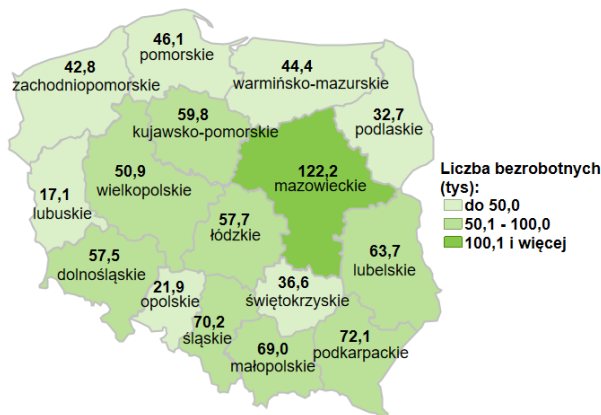 46,1
pomorskie
42,8
zachodniopomorskie
44,4
warmińsko-mazurskie
32,7
podlaskie
59,8
kujawsko-pomorskie
122,2
mazowieckie
50,9
wielkopolskie
17,1
lubuskie
57,7
łódzkie
63,7
lubelskie
57,5
dolnośląskie
21,9
opolskie
36,6
świętokrzyskie
70,2
śląskie
69,0
małopolskie
72,1
podkarpackie
Liczba bezrobotnych
(tys):
do 50,0
50,1 - 100,0
100,1 i więcej